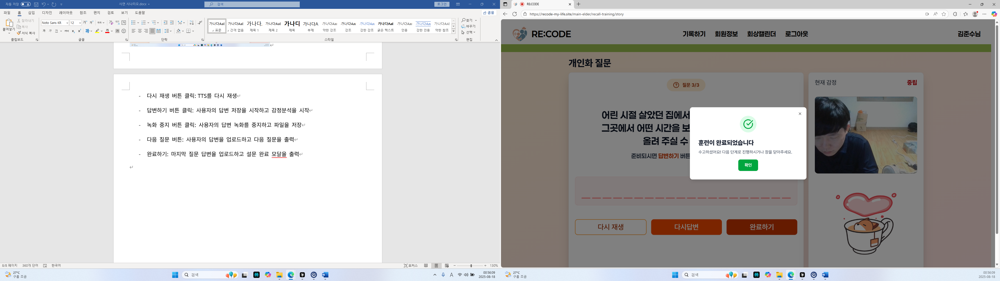 자동 저장
시연 시나리오.docx
검색
로그인
파일 홈 삽입 디자인 레이아웃 참조 편지 검토 보기 도움말
공유
붙여넣기
잘라내기
복사
서식 복사
클립보드
Noto Sans KR 12
글꼴
단락
가나다AaB 가나다AaB 가나다, 가나다AaB 가나디 가나다A 가나다Aa 가나다Aa 가나다Aa 가나다AaB 가나다Aa 가나다Aa 가나다AA
표준 간격 없음 제목 1 제목 2 제목 부제 약한 강조 강조 강한 강조 굵은 텍스트 인용 강한 인용 약한 참조
스타일
찾기
바꾸기
선택
편집
- 다시 재생 버튼 클릭: TTS를 다시 재생
- 답변하기 버튼 클릭: 사용자의 답변 저장을 시작하고 감정분석을 시작
- 녹화 중지 버튼 클릭: 사용자의 답변 녹화를 중지하고 파일을 저장
- 다음 질문 버튼: 사용자의 답변을 업로드하고 다음 질문을 출력
- 완료하기: 마지막 질문 답변을 업로드하고 설문 완료 모달을 출력
8/8 페이지 360개 단어 한국어
포커스
130%
27°C
구름 조금
검색
A
00:56:09
2025-08-18
RE:CODE
https://recode-my-life.site/main-elder/recall-training/story
RE:CODE
기록하기 회원정보 회상캘린더 로그아웃
김준수님
개인화 질문
질문 3/3
어린 시절 살았던 집에서
그곳에서 어떤 시간을 보
올려 주실 수
준비되시면 답변하기 버튼
훈련이 완료되었습니다
수고하셨어요! 다음 단계로 진행하시거나 창을 닫아주세요.
확인
다시 재생
다시답변
완료하기
현재 감정
중립
27°C
구름 조금
검색
00:56:09
2025-08-18